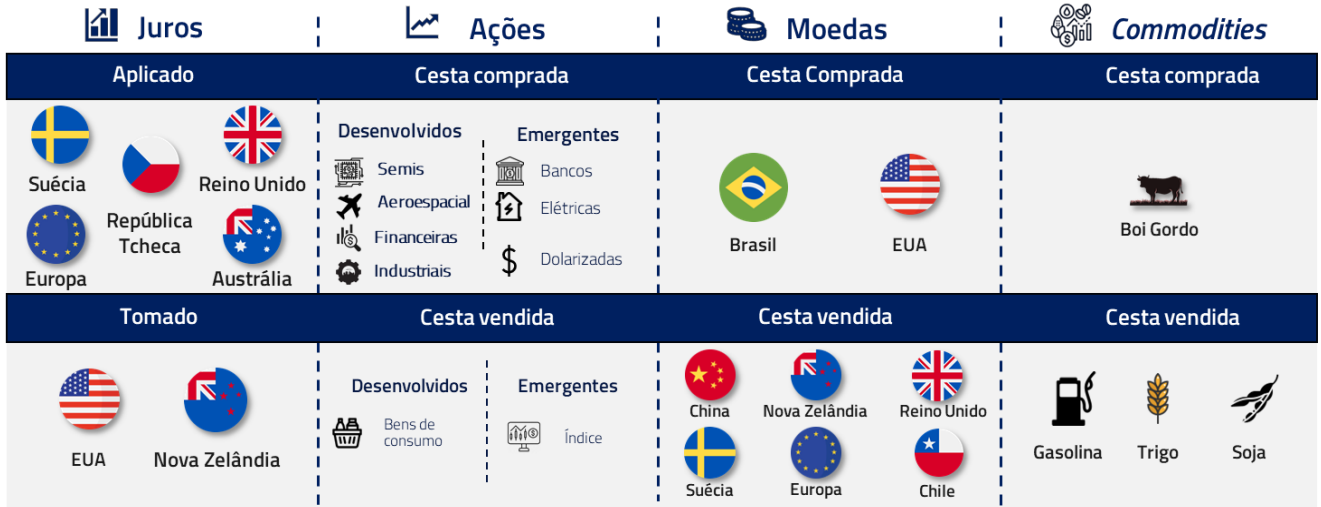 Juros
Ações
Moedas
Commodities
Aplicado
Cesta comprada
Cesta Comprada
Cesta comprada
Suécia
República
Tcheca
Reino Unido
Europa
Austrália
Desenvolvidos
Semis
Aeroespacial
Financeiras
Industriais
Emergentes
Bancos
Elétricas
Dolarizadas
Brasil
EUA
Boi Gordo
Tomado
Cesta vendida
Cesta vendida
Cesta vendida
EUA
Nova Zelândia
Desenvolvidos
Bens de
consumo
Emergentes
Índice
China
Nova Zelândia
Reino Unido
Suécia
Europa
Chile
Gasolina
Trigo
Soja